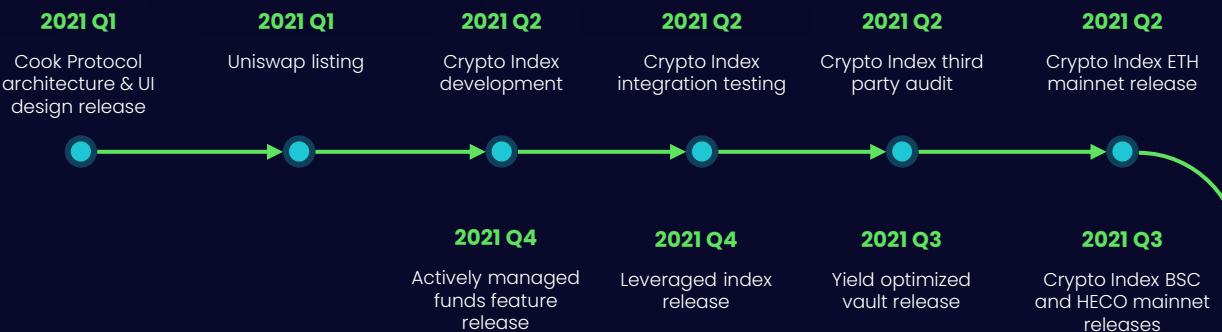 2021 Q1
Cook Protocol
architecture & UI
design release
2021 Q1
Uniswap listing
2021 Q2
Crypto Index
development
2021 Q2
Crypto Index
integration testing
2021 Q2
Crypto Index third
party audit
2021 Q2
Crypto Index ETH
mainnet release
2021 Q4
Actively managed
funds feature
release
2021 Q4
Leveraged index
release
2021 Q3
Yield optimized
vault release
2021 Q3
Crypto Index BSC
and HECO mainnet
releases